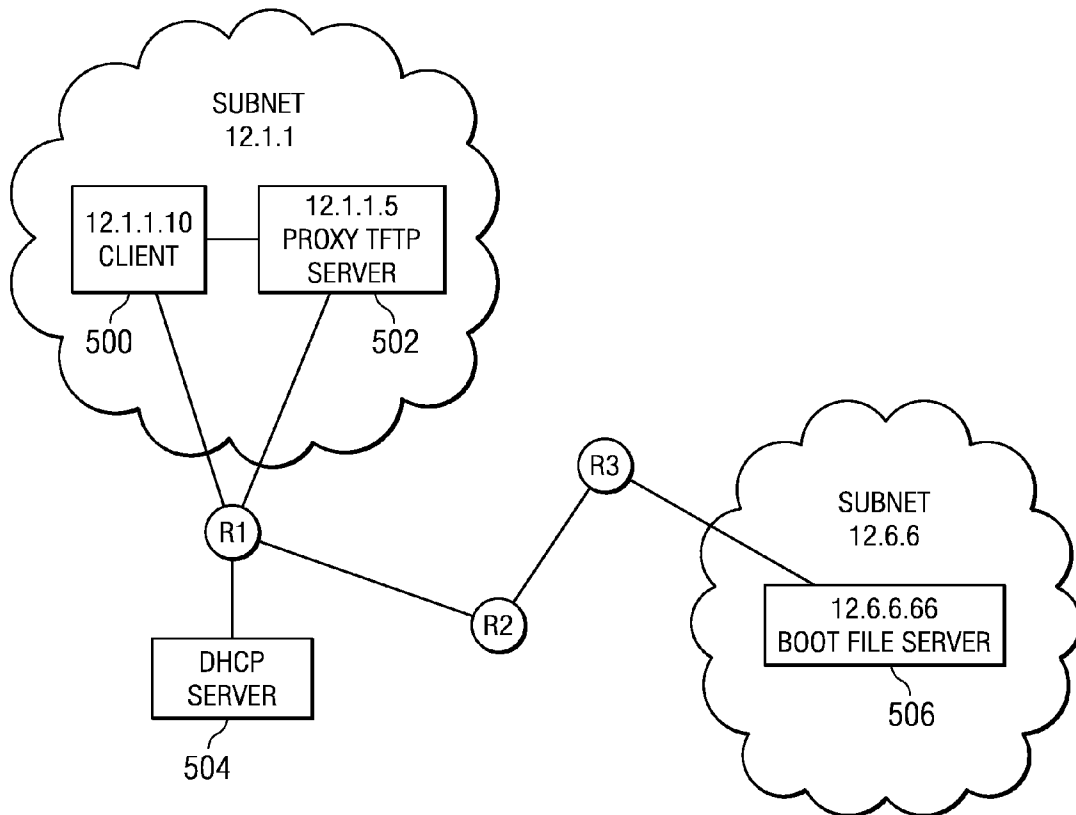 SUBNET
12.1.1
12.1.1.10
CLIENT
12.1.1.5
PROXY TFTP
SERVER
500
502
R1
R2
R3
DHCP
SERVER
504
SUBNET
12.6.6
12.6.6.66
BOOT FILE SERVER
506